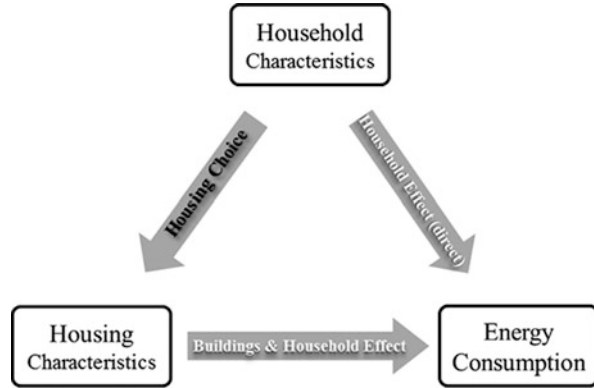 Household
Characteristics
Housing Choice
Household Effect (direct)
Housing
Characteristics
Buildings & Household Effect
Energy
Consumption